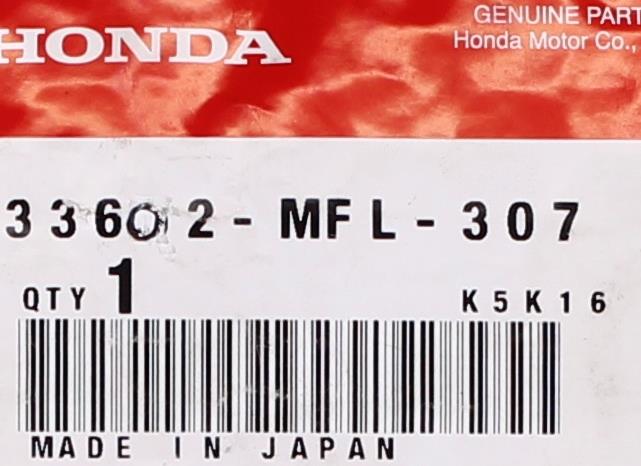 HONDA
GENUINE PART
Honda Motor Co.,
33602-MFL-307
QTY 1 K5K16
MADE IN JAPAN